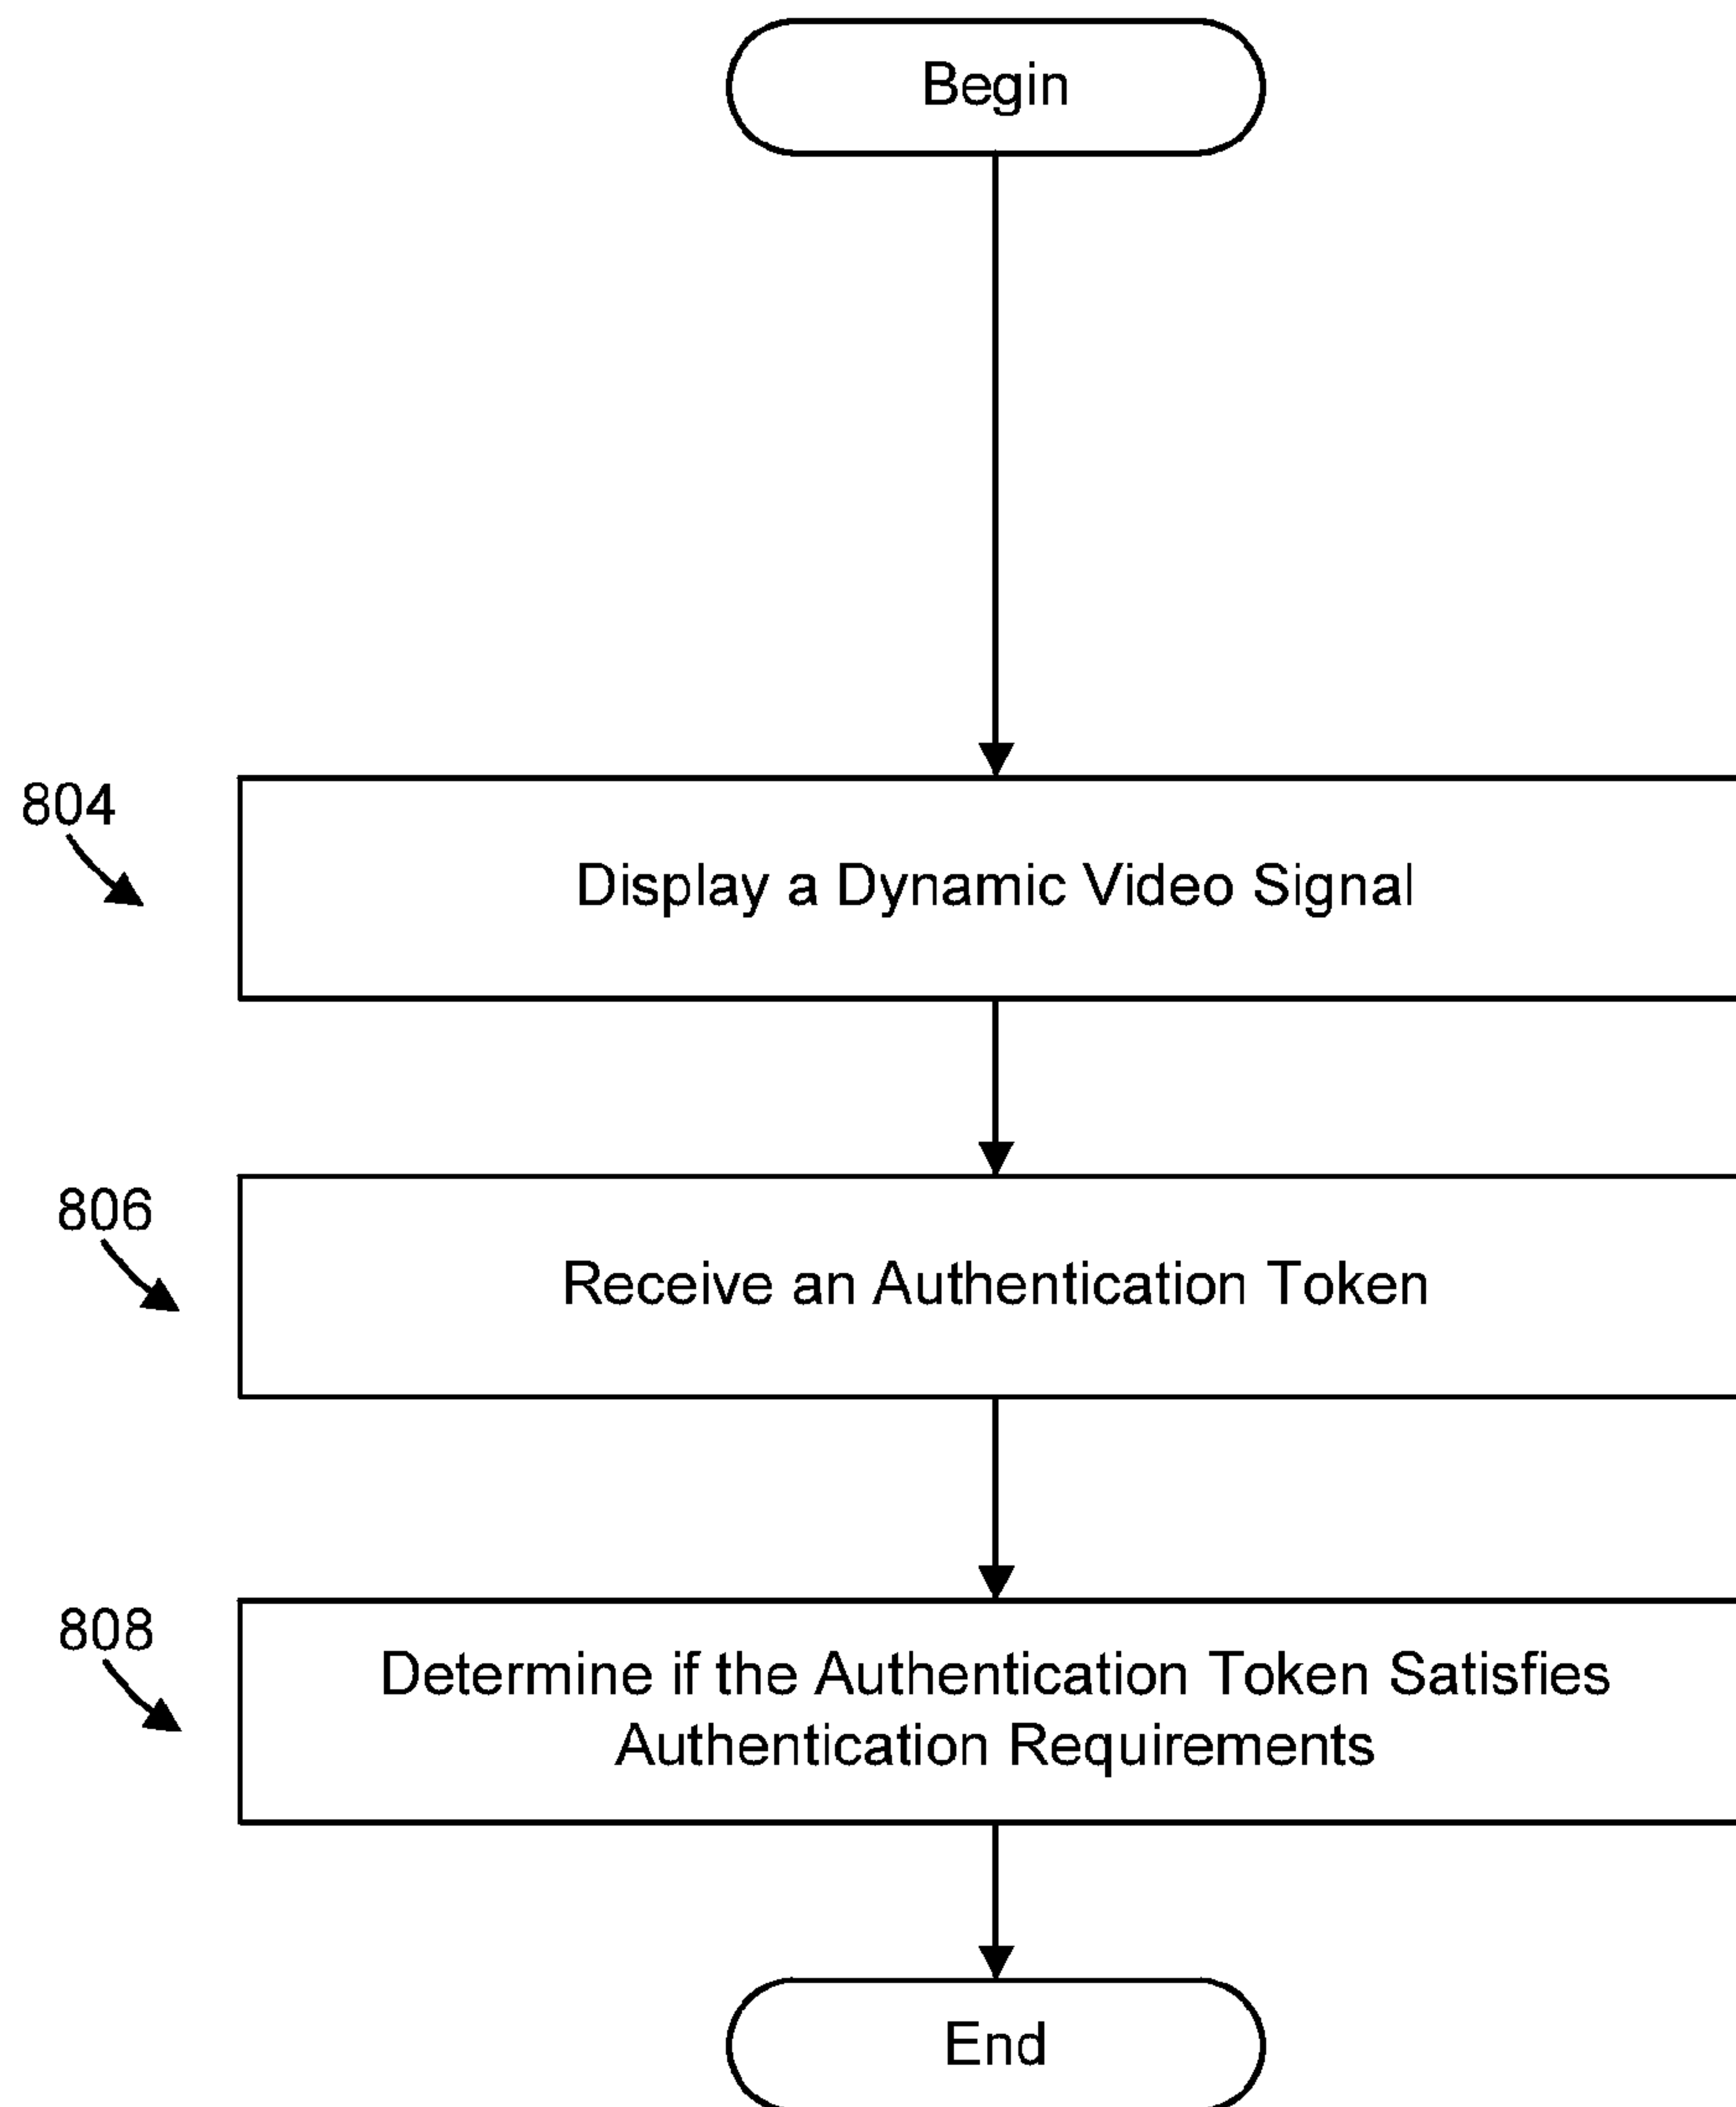 Begin
804
Display a Dynamic Video Signal
806
Receive an Authentication Token
808
Determine if the Authentication Token Satisfies
Authentication Requirements
End